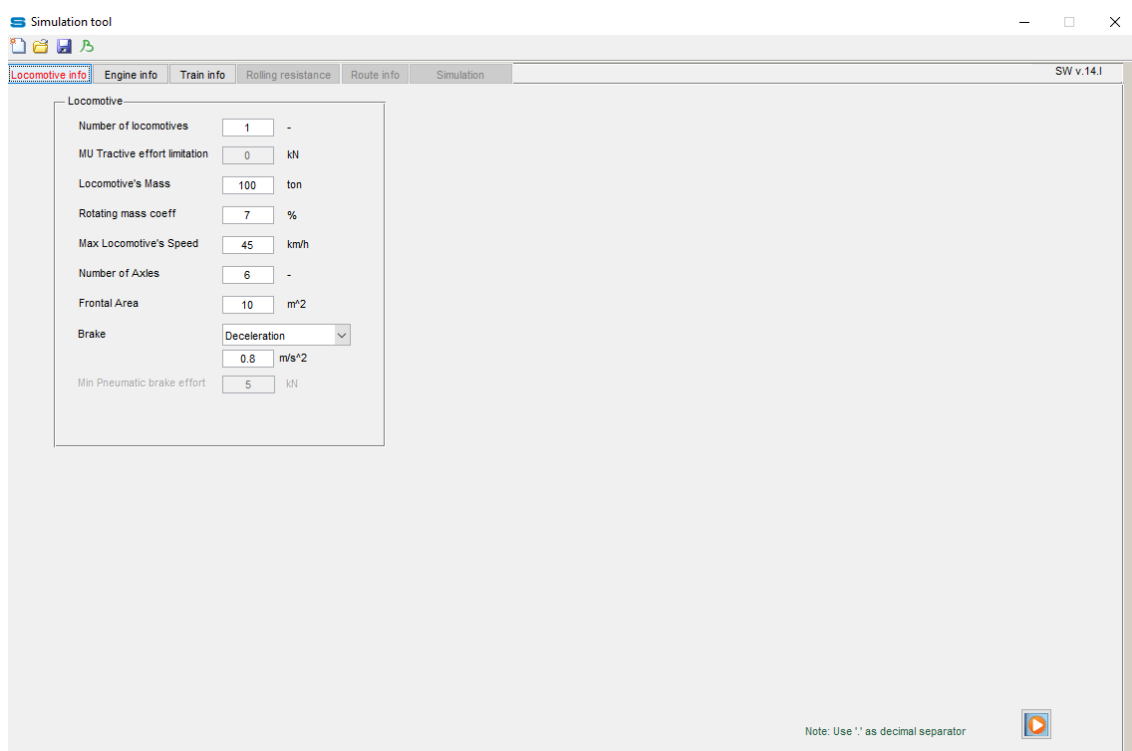 Simulation tool
Locomotive info Engine info Train info Rolling resistance Route info Simulation SW v.14.I
Locomotive
Number of locomotives 1 -
MU Tractive effort limitation 0 kN
Locomotive's Mass 100 ton
Rotating mass coeff 7 %
Max Locomotive's Speed 45 km/h
Number of Axles 6 -
Frontal Area 10 m^2
Brake Deceleration
0.8 m/s^2
Min Pneumatic brake effort 5 kN
Note: Use '.' as decimal separator